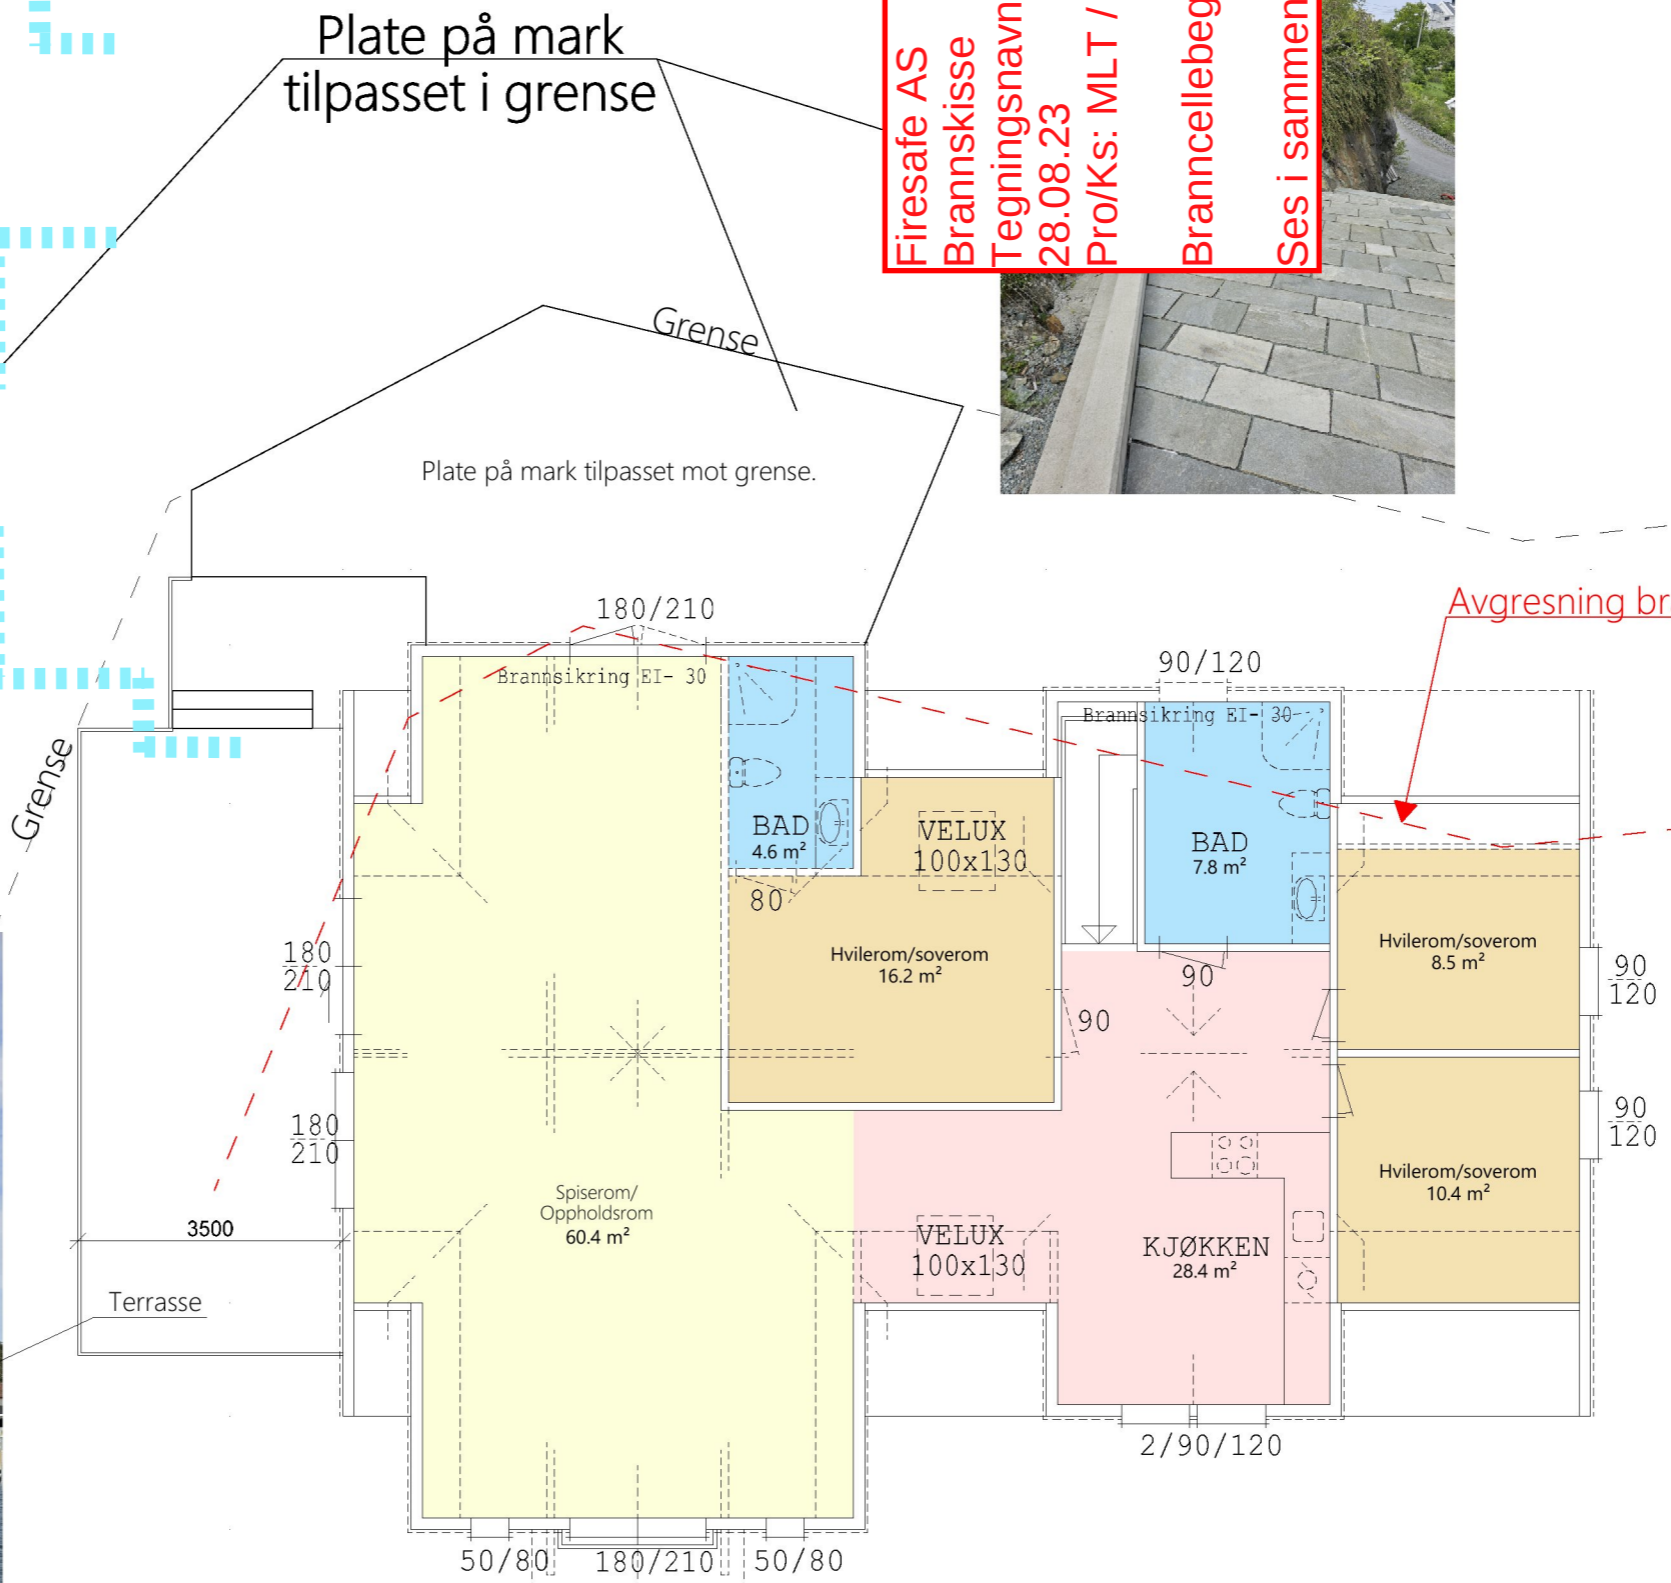 Plate på mark
tilpasset i grense
Firesafe AS
Brannskisse
Tegningsnavn
28.08.23
Pro/Ks: MLT /
Branncellebeg
Ses i sammen
Grense
Plate på mark tilpasset mot grense.
Avgresning br
180/210
Brannsikring EI- 30
90/120
Brannsikring EI- 30
Grense
BAD
4.6 m²
VELUX
100x130
BAD
7.8 m²
80
Hvilerom/soverom
16.2 m²
Hvilerom/soverom
8.5 m²
180
210
90
90
120
90
180
210
90
120
Spiserom/
Oppholdsrom
60.4 m²
Hvilerom/soverom
10.4 m²
3500
VELUX
100x130
KJØKKEN
28.4 m²
Terrasse
2/90/120
50/80
180/210
50/80